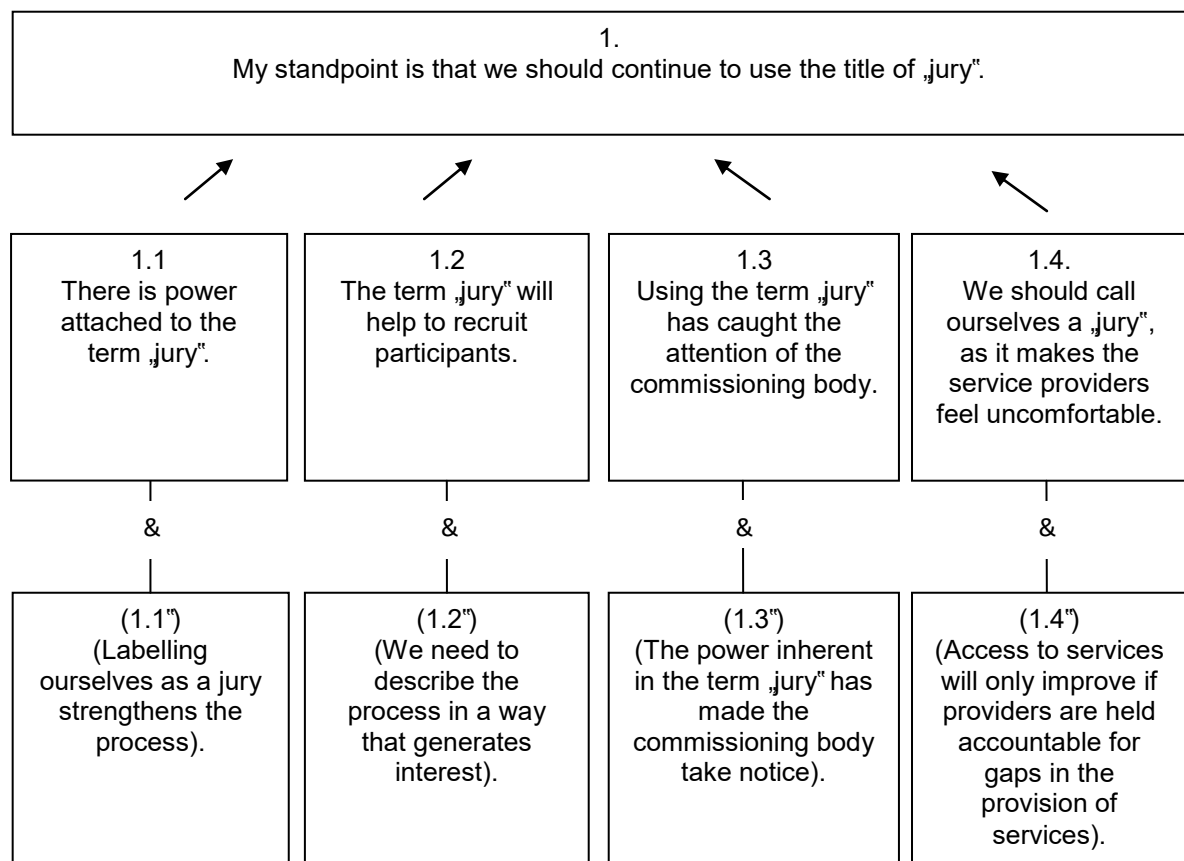 1.
My standpoint is that we should continue to use the title of „jury‟.
1.1
There is power
attached to the
term „jury‟.
1.2
The term „jury‟ will
help to recruit
participants.
1.3
Using the term „jury‟
has caught the
attention of the
commissioning body.
1.4.
We should call
ourselves a „jury‟,
as it makes the
service providers
feel uncomfortable.
&
&
&
&
(1.1‟)
(Labelling
ourselves as a jury
strengthens the
process).
(1.2‟)
(We need to
describe the
process in a way
that generates
interest).
(1.3‟)
(The power inherent
in the term „jury‟ has
made the
commissioning body
take notice).
(1.4‟)
(Access to services
will only improve if
providers are held
accountable for
gaps in the
provision of
services).